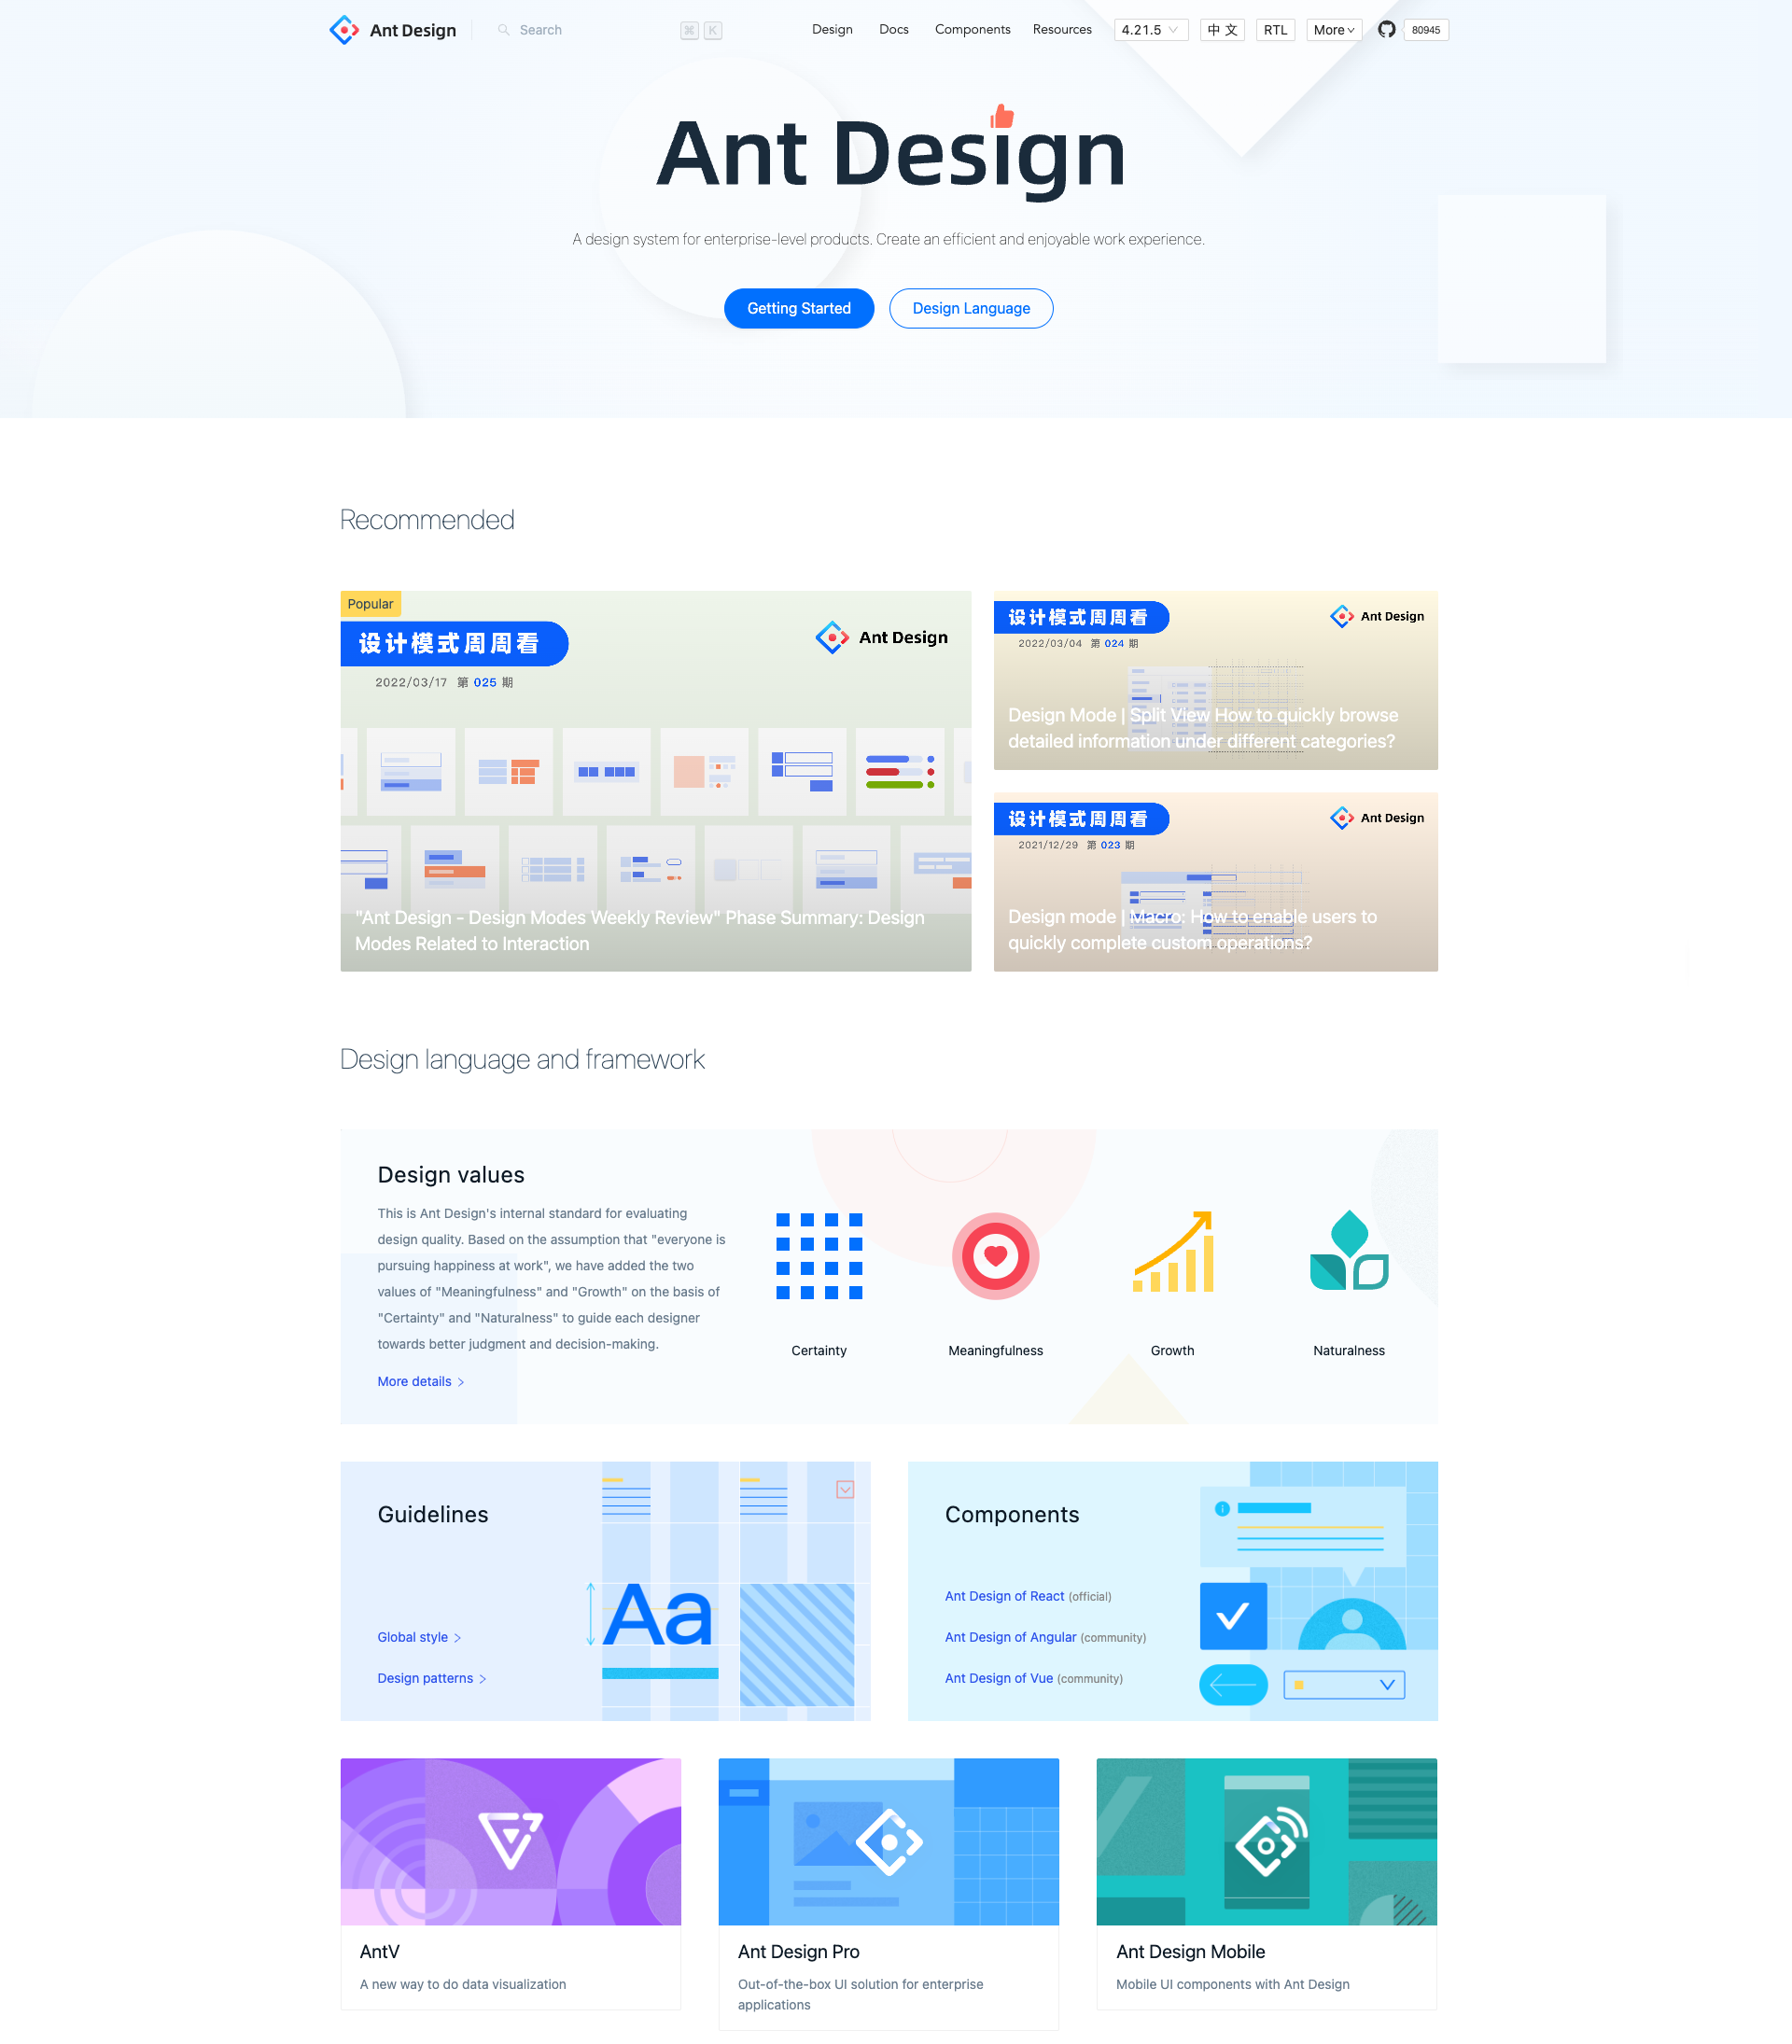 Ant Design
Search
⌘ K
Design
Docs
Components
Resources
4.21.5
中 文
RTL
More
80945
Ant Design
A design system for enterprise-level products. Create an efficient and enjoyable work experience.
Getting Started
Design Language
Recommended
Popular
设计模式周周看
Ant Design
2022/03/17 第 025 期
"Ant Design - Design Modes Weekly Review" Phase Summary: Design
Modes Related to Interaction
设计模式周周看
Ant Design
2022/03/04 第 024 期
Design Mode | Split View How to quickly browse
detailed information under different categories?
设计模式周周看
Ant Design
2021/12/29 第 023 期
Design mode | Macro: How to enable users to
quickly complete custom operations?
Design language and framework
Design values
This is Ant Design's internal standard for evaluating
design quality. Based on the assumption that "everyone is
pursuing happiness at work", we have added the two
values of "Meaningfulness" and "Growth" on the basis of
"Certainty" and "Naturalness" to guide each designer
towards better judgment and decision-making.
More details
Certainty
Meaningfulness
Growth
Naturalness
Guidelines
Aa
Global style
Design patterns
Components
Ant Design of React (official)
Ant Design of Angular (community)
Ant Design of Vue (community)
AntV
A new way to do data visualization
Ant Design Pro
Out-of-the-box UI solution for enterprise
applications
Ant Design Mobile
Mobile UI components with Ant Design